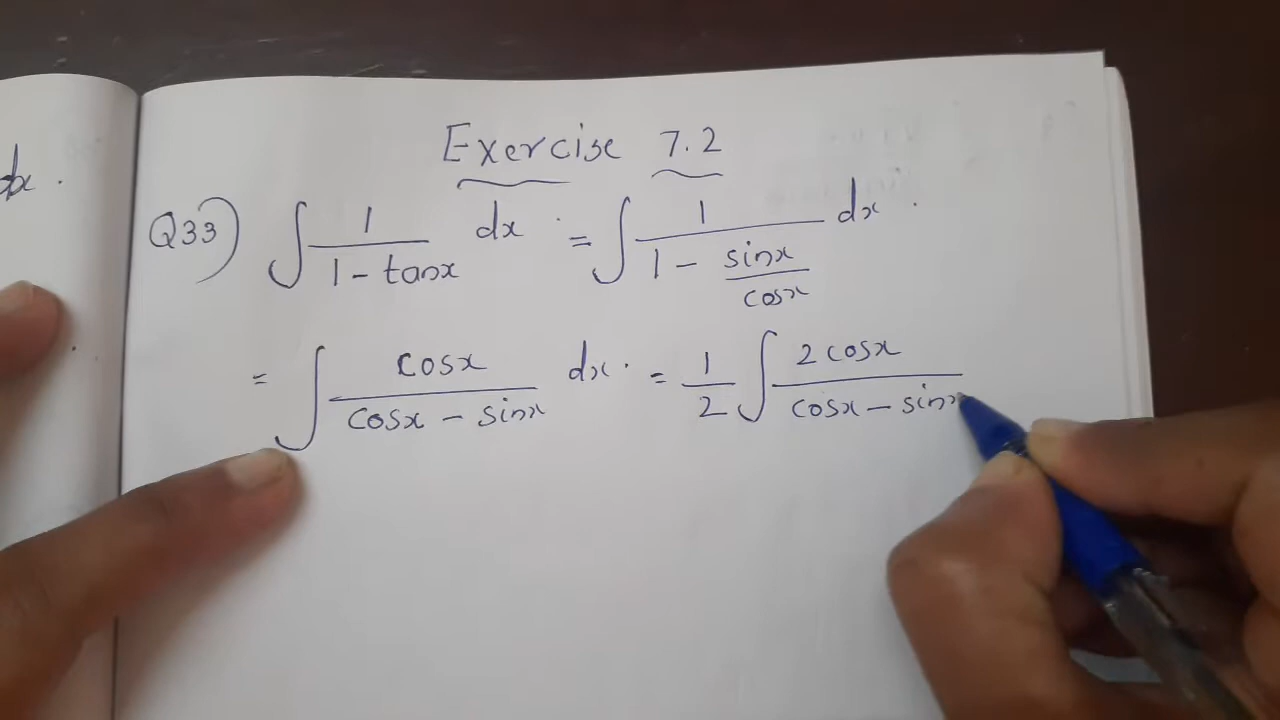 dx.
Exercise 7.2
Q33) ∫ 1/(1 - tanx) dx = ∫ 1/(1 - sinx/cosx) dx.
= ∫ cosx/(cosx - sinx) dx. = 1/2 ∫ 2cosx/(cosx - sinx